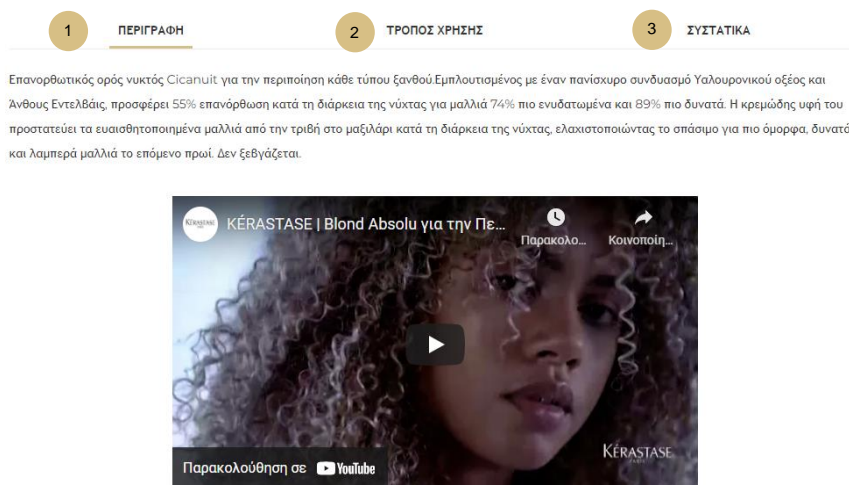 1 ΠΕΡΙΓΡΑΦΗ 2 ΤΡΟΠΟΣ ΧΡΗΣΗΣ 3 ΣΥΣΤΑΤΙΚΑ
Επανορθωτικός ορός νυκτός Cicanuit για την περιποίηση κάθε τύπου ξανθού.Εμπλουτισμένος με έναν πανίσχυρο συνδυασμό Υαλουρονικού οξέος και
Άνθους Εντελβάις, προσφέρει 55% επανόρθωση κατά τη διάρκεια της νύχτας για μαλλιά 74% πιο ενυδατωμένα και 89% πιο δυνατά. Η κρεμώδης υφή του
προστατεύει τα ευαισθητοποιημένα μαλλιά από την τριβή στο μαξιλάρι κατά τη διάρκεια της νύχτας, ελαχιστοποιώντας το σπάσιμο για πιο όμορφα, δυνατά
και λαμπερά μαλλιά το επόμενο πρωί. Δεν ξεβγάζεται.
KÉRASTASE KÉRASTASE | Blond Absolu για την Πε... Παρακολο... Κοινοποίη...
KÉRASTASE
PARIS
Παρακολούθηση σε YouTube